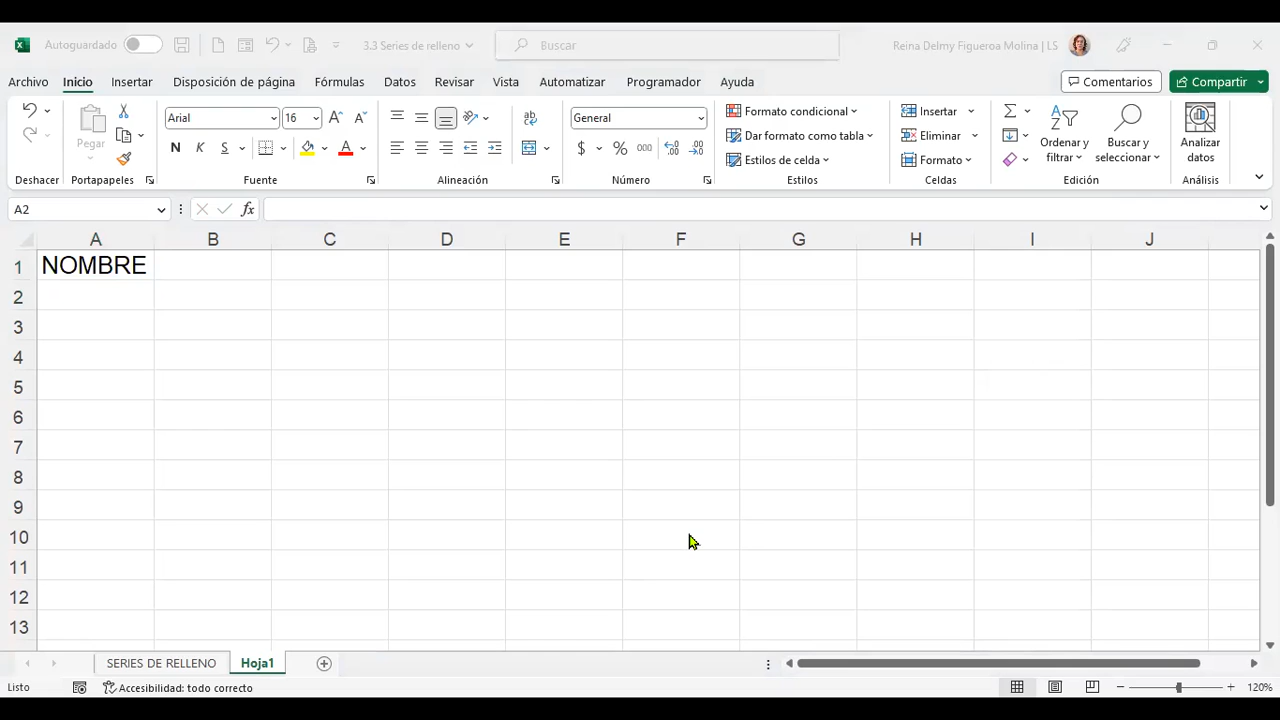 Autoguardado 3.3 Series de relleno Buscar Reina Delmy Figueroa Molina | LS
Archivo Inicio Insertar Disposición de página Fórmulas Datos Revisar Vista Automatizar Programador Ayuda Comentarios Compartir
Pegar Arial 16 ab General Formato condicional Insertar
$ % 000 Dar formato como tabla Eliminar Ordenar y filtrar Buscar y seleccionar Analizar datos
N K S A Estilos de celda Formato
Deshacer Portapapeles Fuente Alineación Número Estilos Celdas Edición Análisis
A2 fx
A B C D E F G H I J
1 NOMBRE
2
3
4
5
6
7
8
9
10
11
12
13
SERIES DE RELLENO Hoja1
Listo Accesibilidad: todo correcto 120%